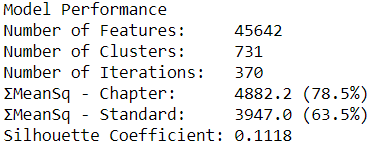 Model Performance
Number of Features: 45642
Number of Clusters: 731
Number of Iterations: 370
ΣMeanSq - Chapter: 4882.2 (78.5%)
ΣMeanSq - Standard: 3947.0 (63.5%)
Silhouette Coefficient: 0.1118